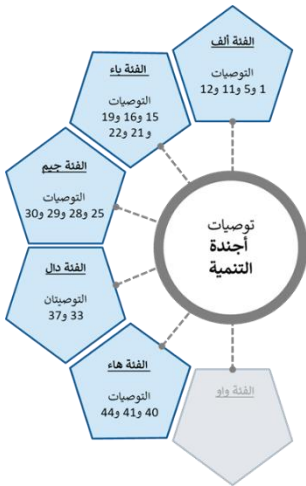 الفئة ألف
التوصيات
1 و5 و11 و12
الفئة باء
التوصيات
15 و16 و19
و21 و22
الفئة جيم
التوصيات
25 و28 و29 و30
الفئة دال
التوصيتان
33 و37
الفئة هاء
التوصيات
40 و41 و44
الفئة واو
توصيات
أجندة
التنمية